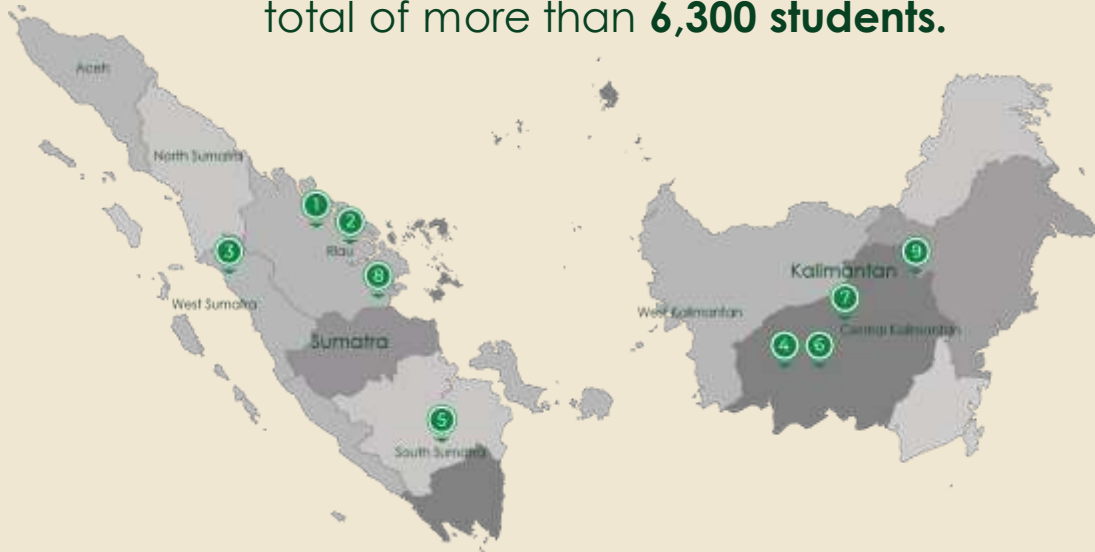 total of more than 6,300 students.
Aceh
North Sumatra
1
2
Riau
3
8
West Sumatra
Sumatra
5
South Sumatra
9
Kalimantan
7
West Kalimantan
Central Kalimantan
4
6